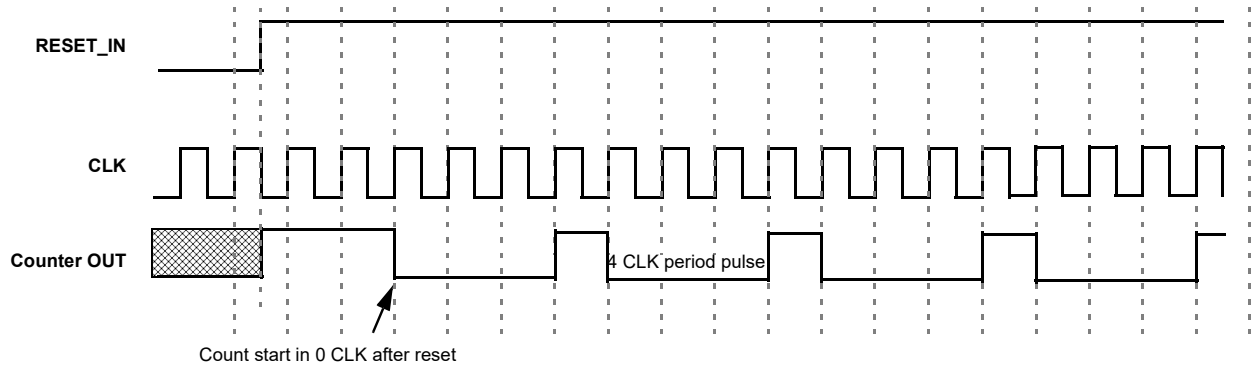 RESET_IN
CLK
Counter OUT
4 CLK period pulse
Count start in 0 CLK after reset